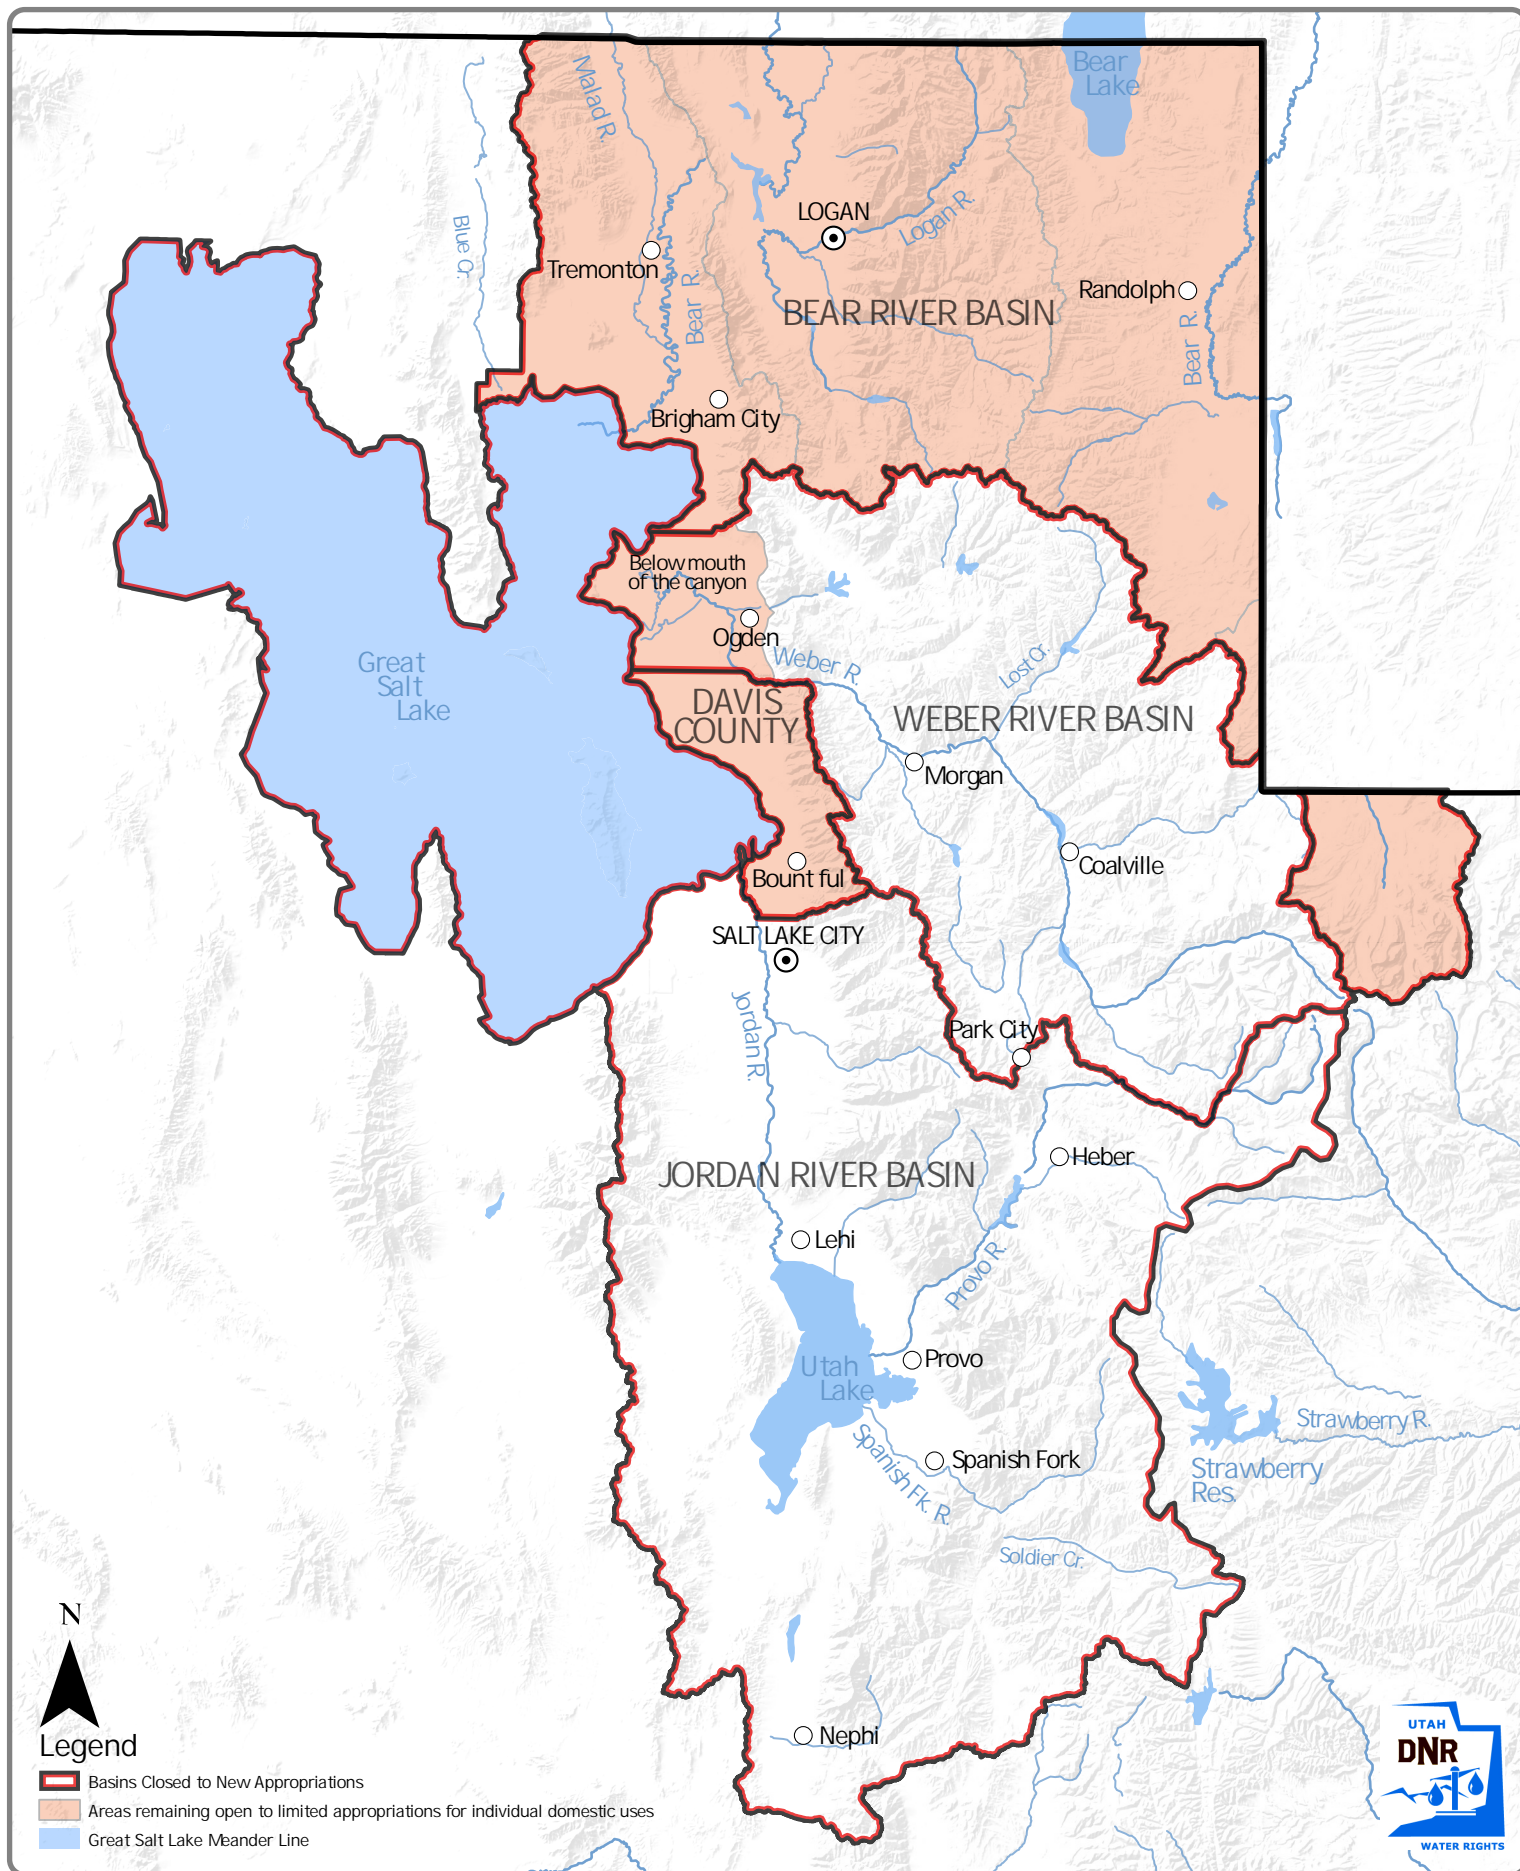 Bear
Lake
Malad R.
Blue Cr.
LOGAN
Logan R.
Tremonton
Bear R.
Randolph
BEAR RIVER BASIN
Bear R.
Brigham City
Below mouth
of the canyon
Ogden
Weber R.
Lost Cr.
Great
Salt
Lake
DAVIS
COUNTY
WEBER RIVER BASIN
Morgan
Coalville
Bount ful
SALT LAKE CITY
Jordan R.
Park City
Heber
JORDAN RIVER BASIN
Lehi
Provo R.
Provo
Utah
Lake
Strawberry R.
Spanish Fk. R.
Spanish Fork
Strawberry
Res.
Soldier Cr.
N
Nephi
Legend
Basins Closed to New Appropriations
Areas remaining open to limited appropriations for individual domestic uses
Great Salt Lake Meander Line
UTAH
DNR
WATER RIGHTS